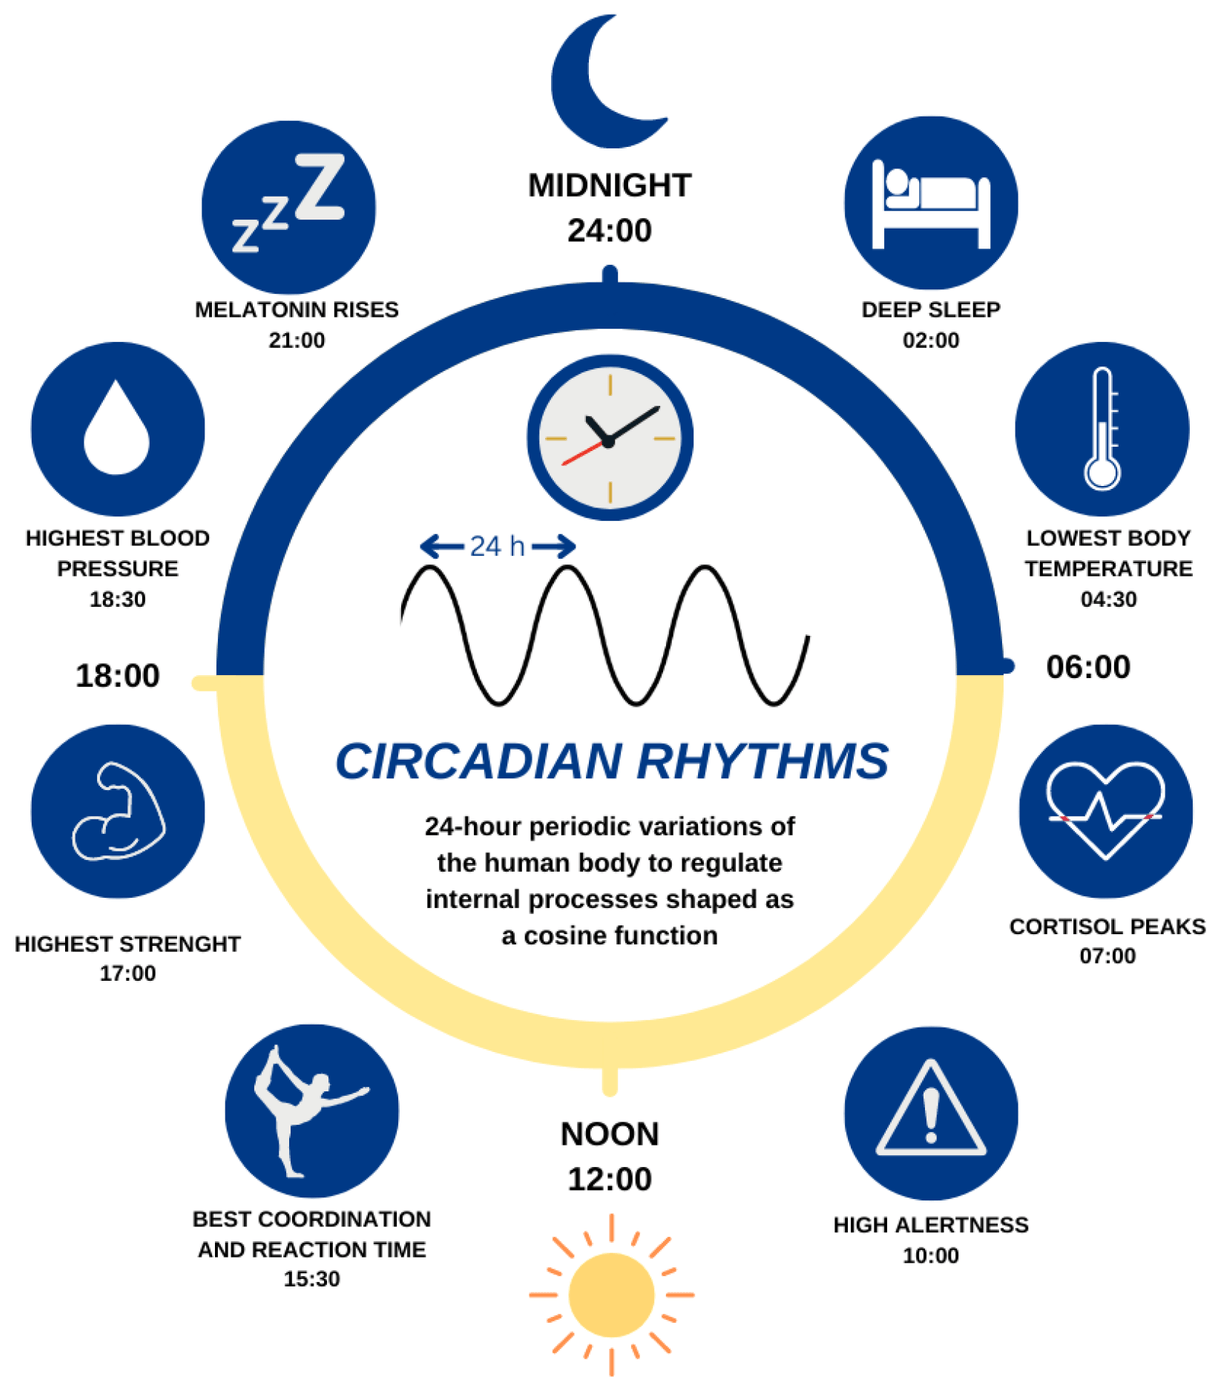 MIDNIGHT
24:00
z z Z
MELATONIN RISES
21:00
DEEP SLEEP
02:00
HIGHEST BLOOD
PRESSURE
18:30
LOWEST BODY
TEMPERATURE
04:30
24 h
18:00
06:00
CIRCADIAN RHYTHMS
24-hour periodic variations of
the human body to regulate
internal processes shaped as
a cosine function
HIGHEST STRENGHT
17:00
CORTISOL PEAKS
07:00
NOON
12:00
BEST COORDINATION
AND REACTION TIME
15:30
HIGH ALERTNESS
10:00